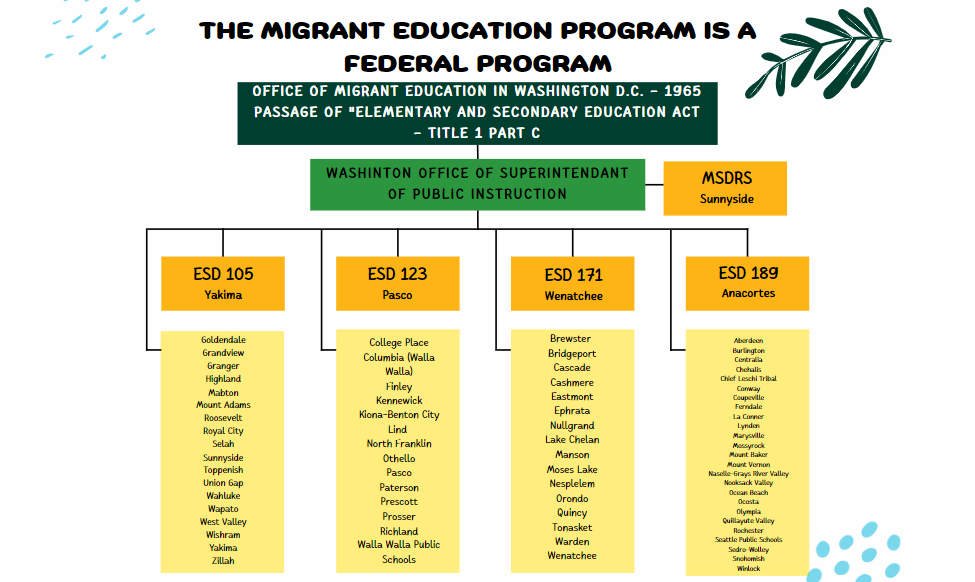 THE MIGRANT EDUCATION PROGRAM IS A
FEDERAL PROGRAM
OFFICE OF MIGRANT EDUCATION IN WASHINGTON D.C. - 1965
PASSAGE OF "ELEMENTARY AND SECONDARY EDUCATION ACT
- TITLE 1 PART C
WASHINTON OFFICE OF SUPERINTENDANT
OF PUBLIC INSTRUCTION
MSDRS
Sunnyside
ESD 105
Yakima
Goldendale
Grandview
Granger
Highland
Mabton
Mount Adams
Roosevelt
Royal City
Selah
Sunnyside
Toppenish
Union Gap
Wahluke
Wapato
West Valley
Wishram
Yakima
Zillah
ESD 123
Pasco
College Place
Columbia (Walla
Walla)
Finley
Kennewick
Kiona-Benton City
Lind
North Franklin
Othello
Pasco
Paterson
Prescott
Prosser
Richland
Walla Walla Public
Schools
ESD 171
Wenatchee
Brewster
Bridgeport
Cascade
Cashmere
Eastmont
Ephrata
Nullgrand
Lake Chelan
Manson
Moses Lake
Nesplelem
Orondo
Quincy
Tonasket
Warden
Wenatchee
ESD 189
Anacortes
Aberdeen
Burlington
Centralia
Chehalis
Chief Leschi Tribal
Conway
Coupeville
Ferndale
La Conner
Lynden
Marysville
Mossyrock
Mount Baker
Mount Vernon
Naselle-Grays River Valley
Nooksack Valley
Ocean Beach
Ocosta
Olympia
Quillayute Valley
Rochester
Seattle Public Schools
Sedro-Wolley
Snohomish
Winlock